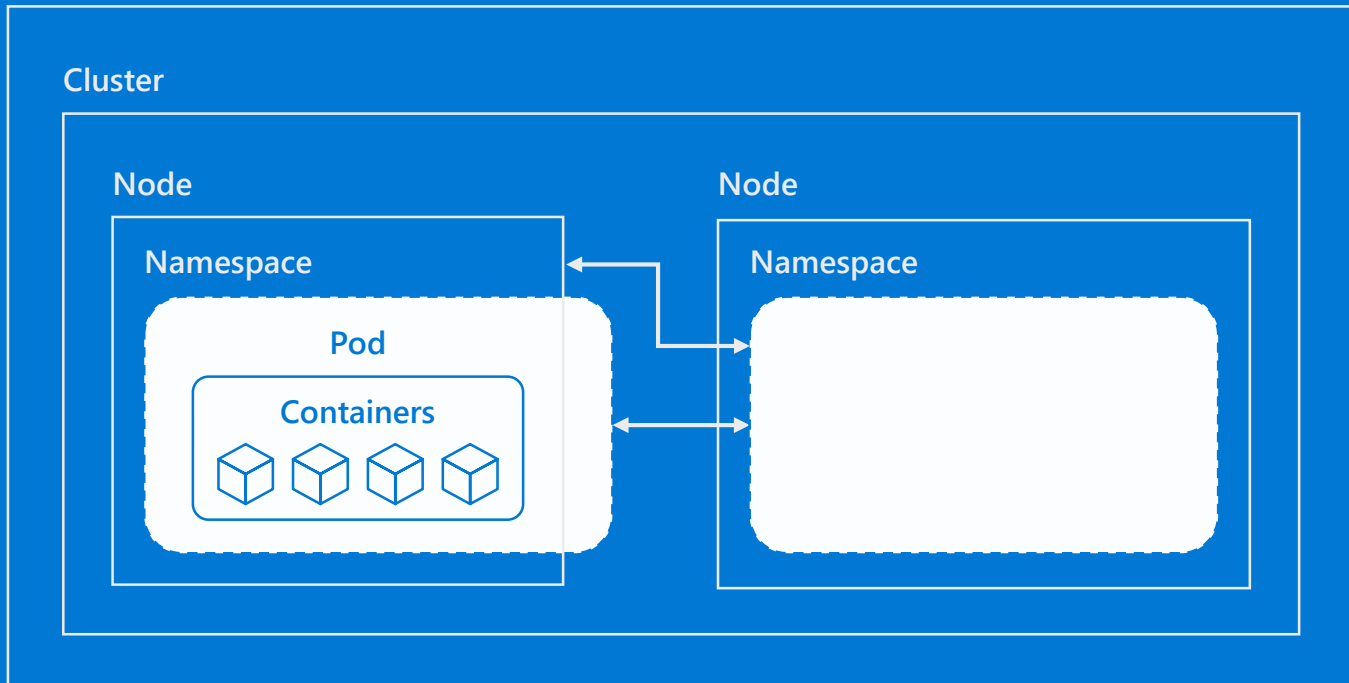 Cluster
Node
Node
Namespace
Namespace
Pod
Containers